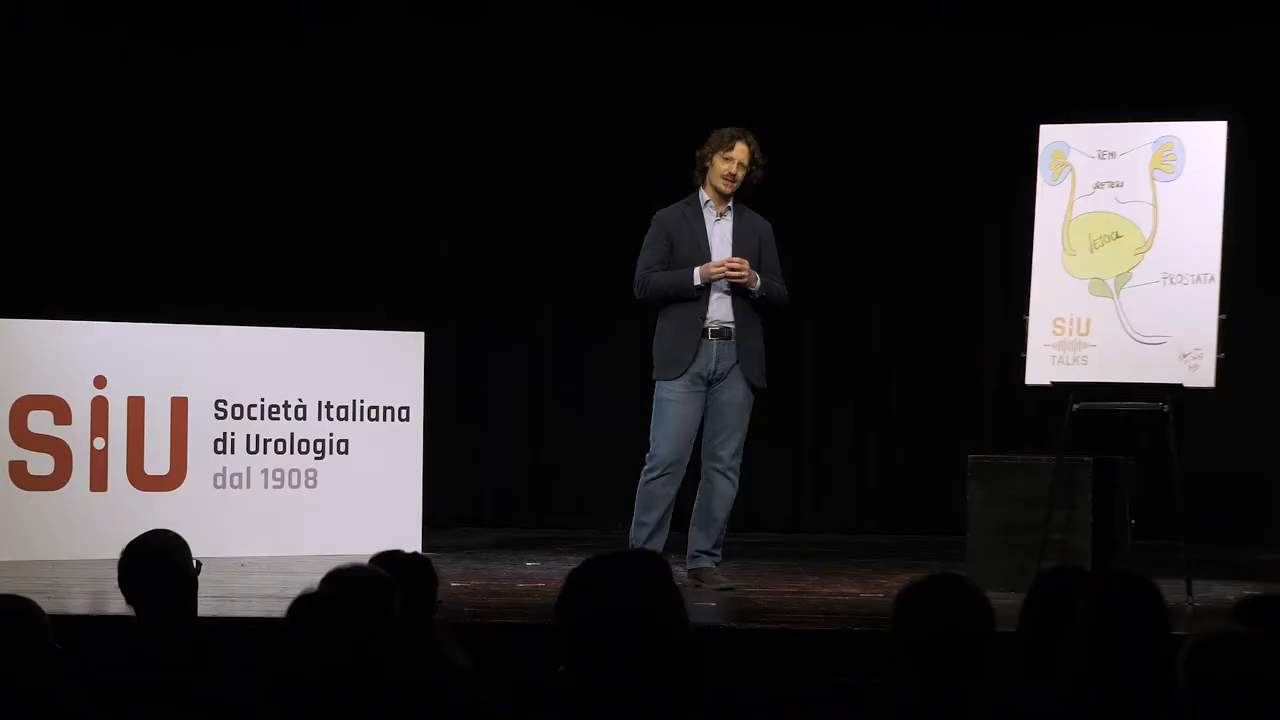 SiU
Società Italiana
di Urologia
dal 1908
RENI
URETERI
VESCICA
PROSTATA
SiU
TALKS